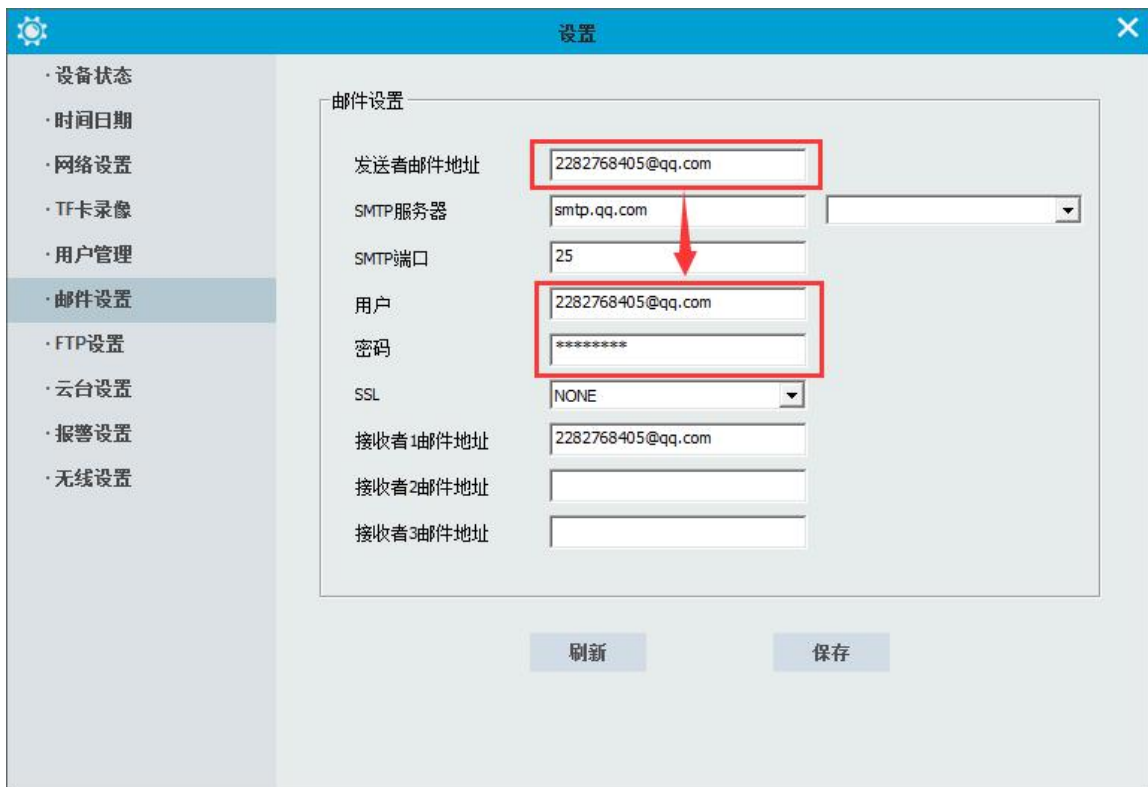 设置
·设备状态
·时间日期
·网络设置
·TF卡录像
·用户管理
·邮件设置
·FTP设置
·云台设置
·报警设置
·无线设置
邮件设置
发送者邮件地址 2282768405@qq.com
SMTP服务器 smtp.qq.com
SMTP端口 25
用户 2282768405@qq.com
密码 ********
SSL NONE
接收者1邮件地址 2282768405@qq.com
接收者2邮件地址
接收者3邮件地址
刷新 保存